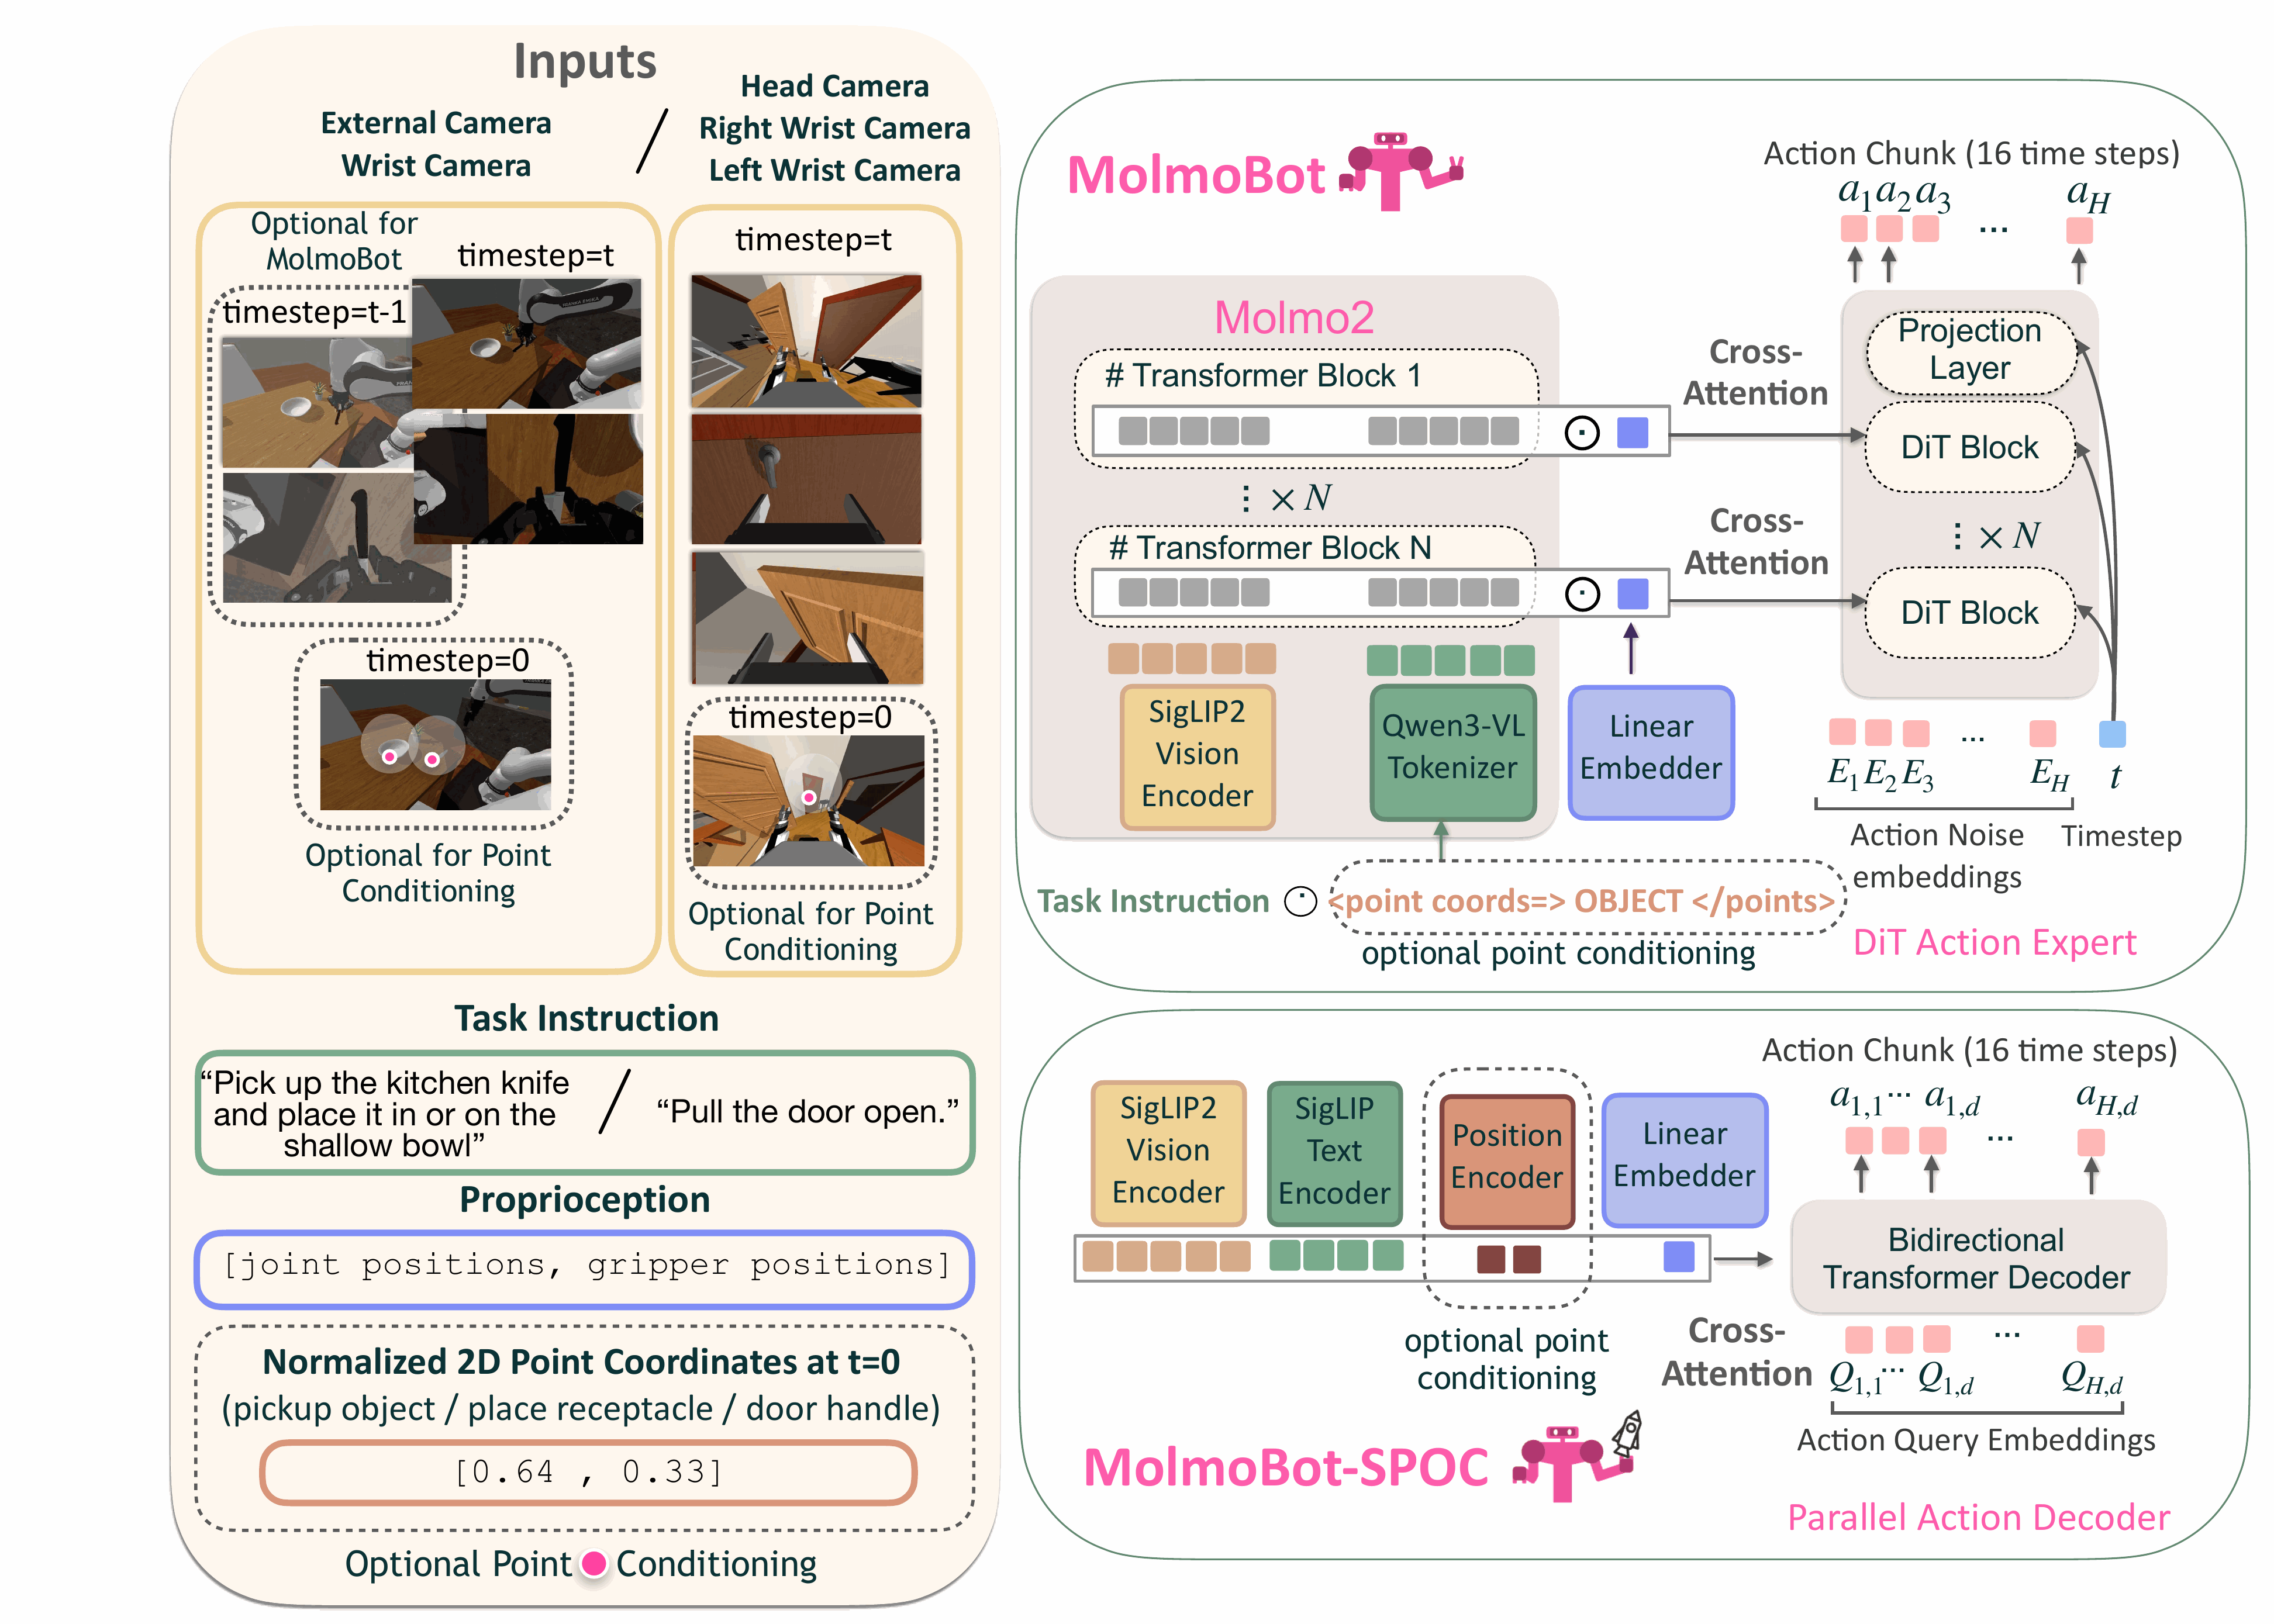 Inputs
External Camera
Wrist Camera
/
Head Camera
Right Wrist Camera
Left Wrist Camera
Optional for
MolmoBot
timestep=t-1
timestep=t
timestep=t
timestep=0
Optional for Point
Conditioning
timestep=0
Optional for Point
Conditioning
Task Instruction
“Pick up the kitchen knife
and place it in or on the
shallow bowl”
/
“Pull the door open.”
Proprioception
[joint positions, gripper positions]
Normalized 2D Point Coordinates at t=0
(pickup object / place receptacle / door handle)
[0.64 , 0.33]
Optional Point Conditioning
MolmoBot
Molmo2
# Transformer Block 1
⋮ × N
# Transformer Block N
SigLIP2
Vision
Encoder
Qwen3-VL
Tokenizer
Linear
Embedder
Task Instruction ⊙ <point coords=> OBJECT </points>
optional point conditioning
Cross-
Attention
Cross-
Attention
Action Chunk (16 time steps)
a1 a2 a3 ... aH
Projection
Layer
DiT Block
⋮ × N
DiT Block
E1 E2 E3 ... EH t
Action Noise
embeddings
Timestep
DiT Action Expert
SigLIP2
Vision
Encoder
SigLIP
Text
Encoder
Position
Encoder
Linear
Embedder
optional point
conditioning
Cross-
Attention
Action Chunk (16 time steps)
a1,1 ... a1,d ... aH,d
Bidirectional
Transformer Decoder
Q1,1 ... Q1,d ... QH,d
Action Query Embeddings
MolmoBot-SPOC
Parallel Action Decoder